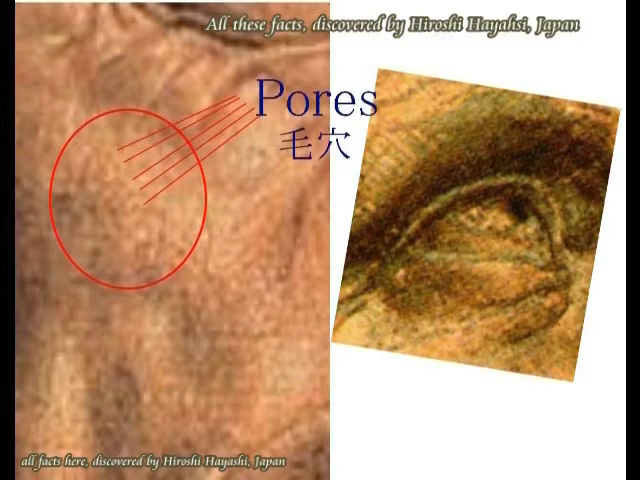 All these facts, discovered by Hiroshi Hayahsi, Japan
Pores
毛穴
all facts here, discovered by Hiroshi Hayashi, Japan